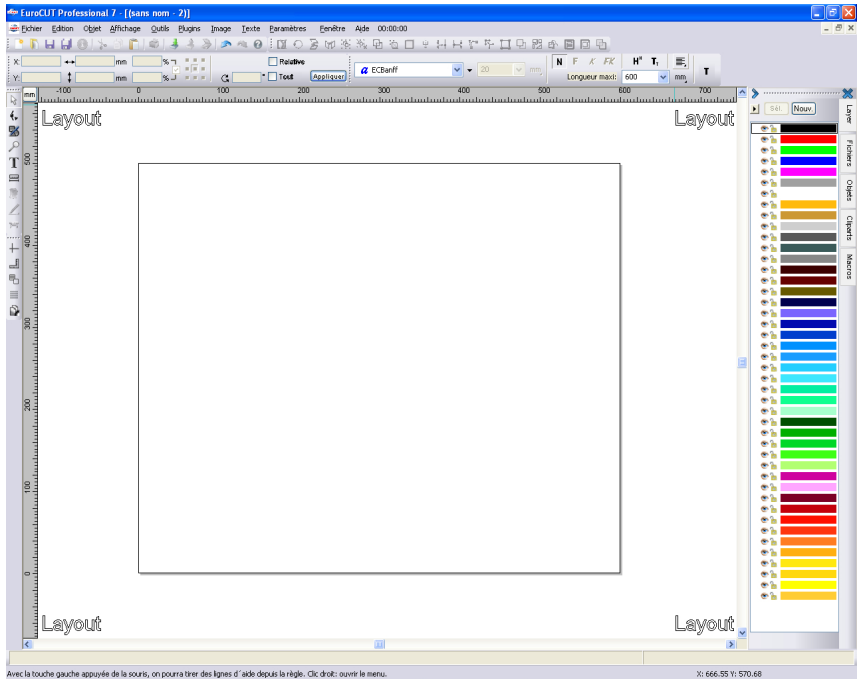 EuroCUT Professional 7 - [(sans nom - 2)]
Eichier Edition Objet Affichage Outils Plugins Image Texte Paramètres Fenêtre Aide 00:00:00
X: mm % Relative
Y: mm % ° Tout Appliquer
a ECBanff 20 mm
N F K FK H" T,
Longueur maxi: 600 mm T
mm -100 0 100 200 300 400 500 600 700
500
400
300
200
100
0
Layout Layout
Layout Layout
Sél. Nouv.
Layer
Fichiers
Objets
Cliparts
Macros
Avec la touche gauche appuyée de la souris, on pourra tirer des lignes d´aide depuis la règle. Clic droit: ouvrir le menu. X: 666.55 Y: 570.68